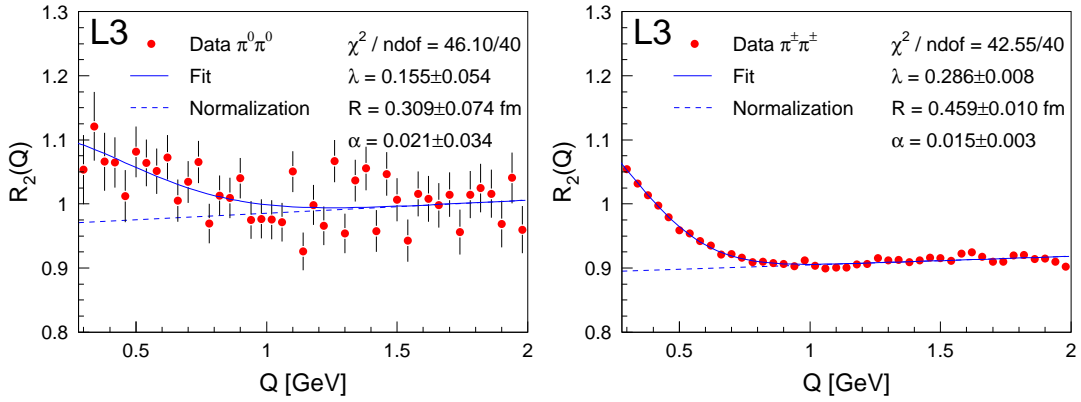 L3
Data π⁰π⁰
Fit
Normalization
χ² / ndof = 46.10/40
λ = 0.155±0.054
R = 0.309±0.074 fm
α = 0.021±0.034
R₂(Q)
1.3
1.2
1.1
1
0.9
0.8
0.5
1
1.5
2
Q [GeV]
L3
Data π±π±
Fit
Normalization
χ² / ndof = 42.55/40
λ = 0.286±0.008
R = 0.459±0.010 fm
α = 0.015±0.003
R₂(Q)
1.3
1.2
1.1
1
0.9
0.8
0.5
1
1.5
2
Q [GeV]